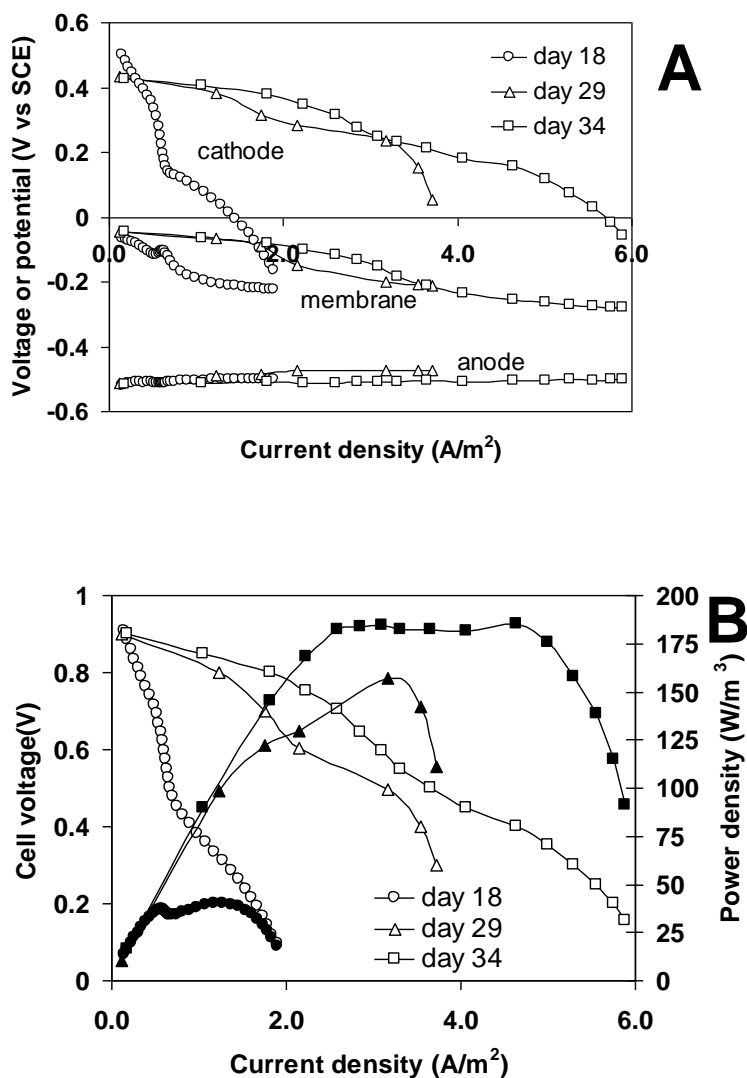 A
0.6
0.4
0.2
0
-0.2
-0.4
-0.6
Voltage or potential (V vs SCE)
day 18
day 29
day 34
cathode
0.0
2.0
4.0
6.0
membrane
anode
Current density (A/m²)
B
1
0.8
0.6
0.4
0.2
0
Cell voltage(V)
200
175
150
125
100
75
50
25
0
Power density (W/m³)
day 18
day 29
day 34
0.0
2.0
4.0
6.0
Current density (A/m²)